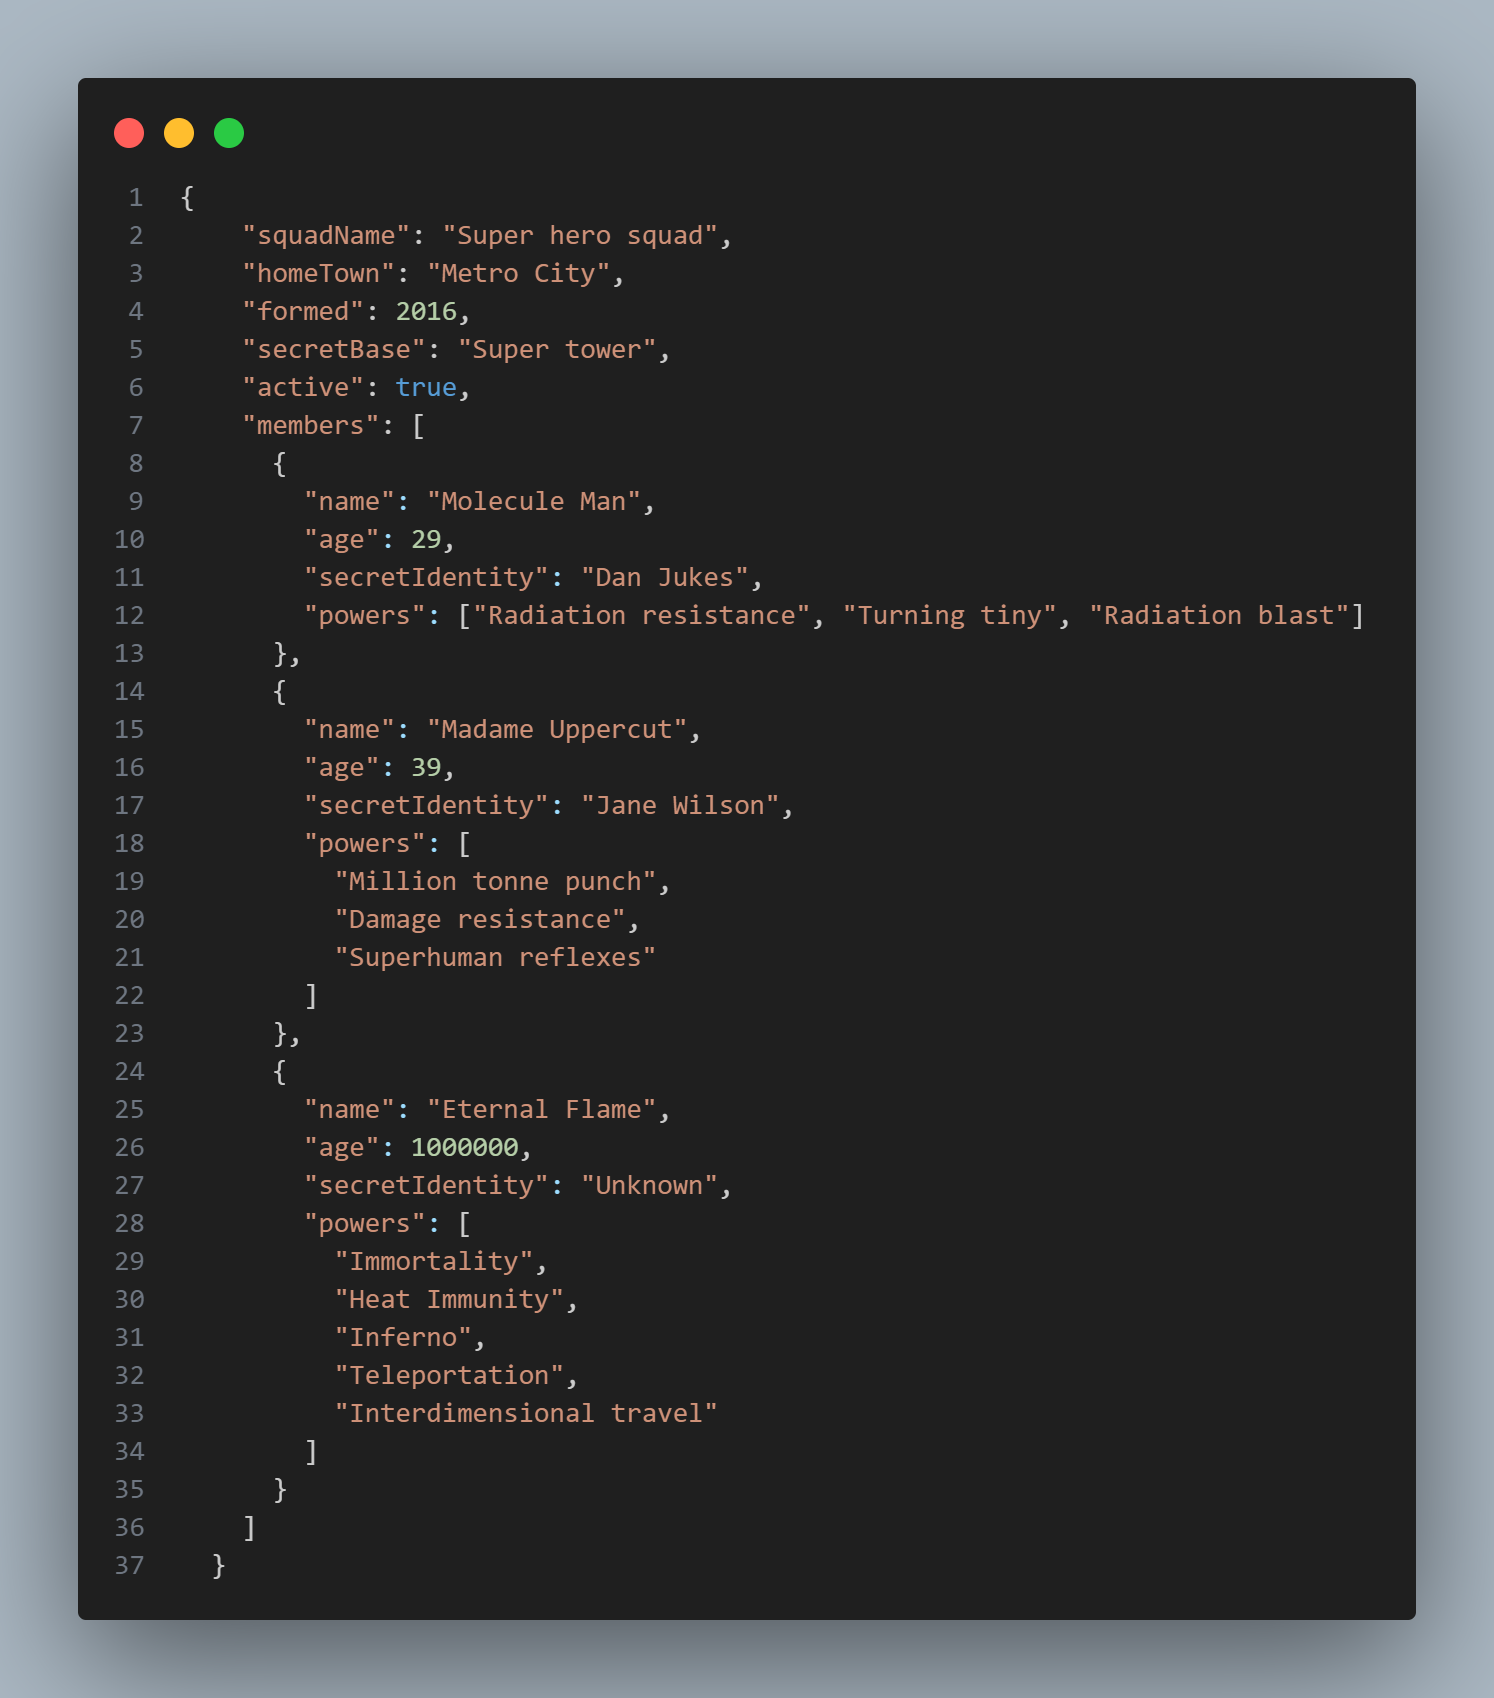 1 {
2     "squadName": "Super hero squad",
3     "homeTown": "Metro City",
4     "formed": 2016,
5     "secretBase": "Super tower",
6     "active": true,
7     "members": [
8       {
9         "name": "Molecule Man",
10         "age": 29,
11         "secretIdentity": "Dan Jukes",
12         "powers": ["Radiation resistance", "Turning tiny", "Radiation blast"]
13       },
14       {
15         "name": "Madame Uppercut",
16         "age": 39,
17         "secretIdentity": "Jane Wilson",
18         "powers": [
19           "Million tonne punch",
20           "Damage resistance",
21           "Superhuman reflexes"
22         ]
23       },
24       {
25         "name": "Eternal Flame",
26         "age": 1000000,
27         "secretIdentity": "Unknown",
28         "powers": [
29           "Immortality",
30           "Heat Immunity",
31           "Inferno",
32           "Teleportation",
33           "Interdimensional travel"
34         ]
35       }
36     ]
37   }